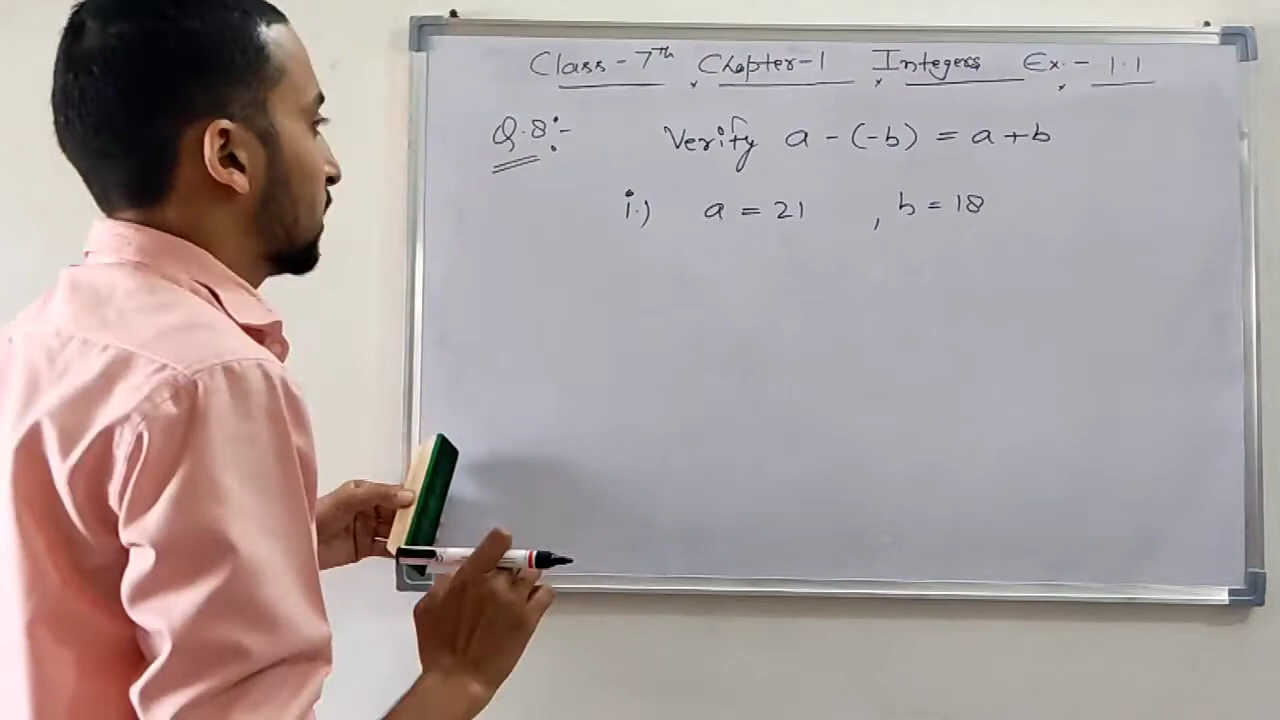 Class - 7th Chapter-1 Integers Ex. - 1.1
Q.8:- Verify a - (-b) = a + b
i.) a = 21 , b = 18